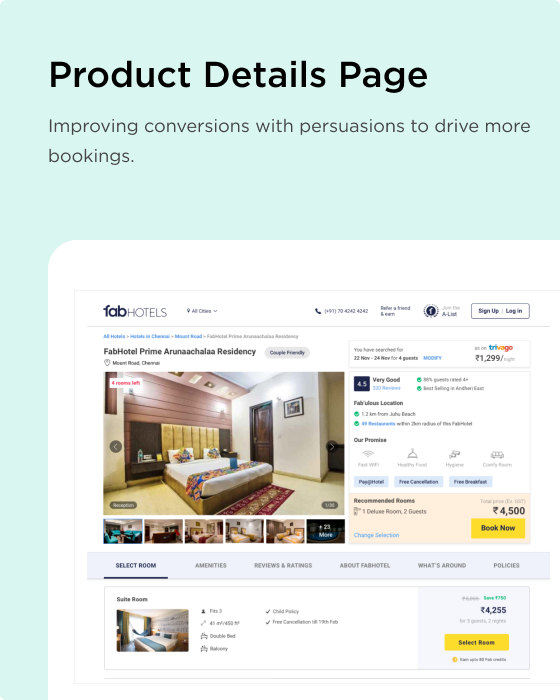 Product Details Page
Improving conversions with persuasions to drive more
bookings.
fabHOTELS
All Cities
(+91) 70 4242 4242
Refer a friend
& earn
Join the
A-List
Sign Up | Log in
All Hotels > Hotels in Chennai > Mount Road > FabHotel Prime Arunaachalaa Residency
FabHotel Prime Arunaachalaa Residency
Couple Friendly
Mount Road, Chennai
4 rooms left
Reception
1/30
+ 23
More
You have searched for
22 Nov - 24 Nov for 4 guests MODIFY
as on trivago
₹1,299/night
4.5
Very Good
323 Reviews
88% guests rated 4+
Best Selling in Andheri East
Fab'ulous Location
1.2 km from Juhu Beach
49 Restaurants within 2km radius of this FabHotel
Our Promise
Fast WIFI
Healthy Food
Hygiene
Comfy Room
Pay@Hotel
Free Cancellation
Free Breakfast
Recommended Rooms
1 Deluxe Room, 2 Guests
Change Selection
Total price (Ex. GST)
₹ 4,500
Book Now
SELECT ROOM
AMENITIES
REVIEWS & RATINGS
ABOUT FABHOTEL
WHAT'S AROUND
POLICIES
Suite Room
Fits 3
41 m²/450 ft²
Double Bed
Balcony
Child Policy
Free Cancellation till 19th Feb
Save ₹750
₹4,255
for 3 guests, 2 nights
Select Room
Earn upto 89 Fab credits